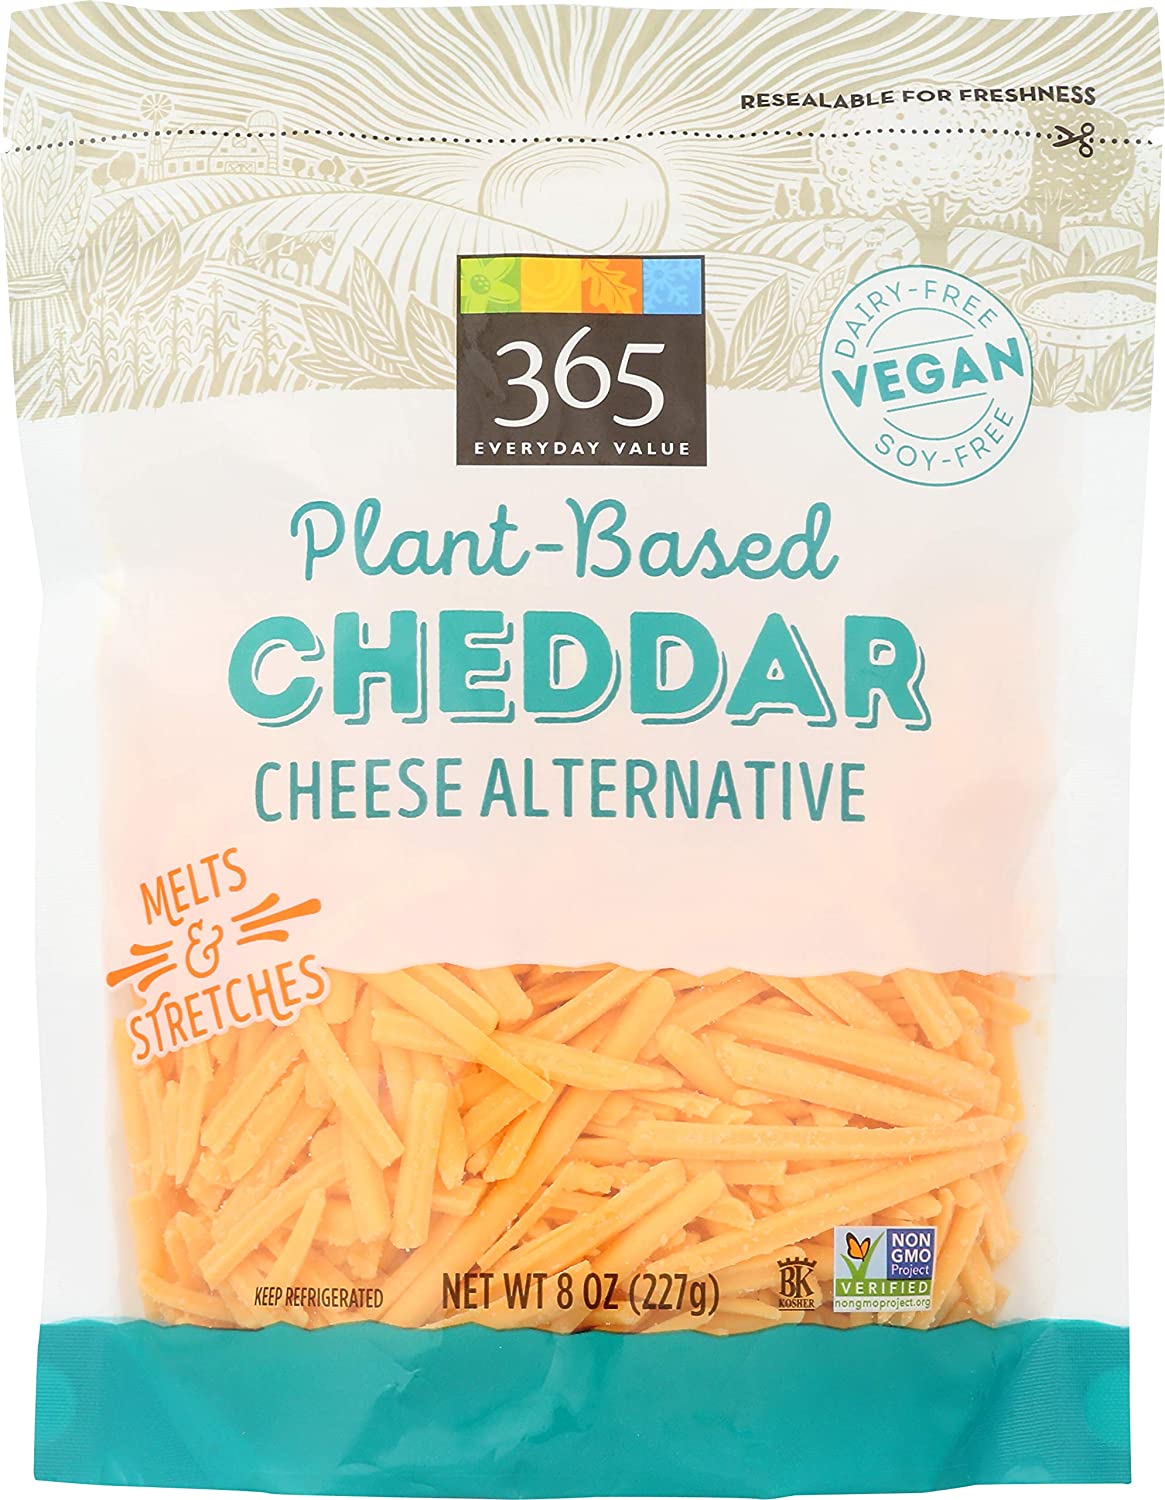 RESEALABLE FOR FRESHNESS
365
EVERYDAY VALUE
DAIRY-FREE
VEGAN
SOY-FREE
Plant-Based
CHEDDAR
CHEESE ALTERNATIVE
MELTS
&
STRETCHES
KEEP REFRIGERATED
NET WT 8 OZ (227g)
BK
KOSHER
NON
GMO
Project
VERIFIED
nongmoproject.org